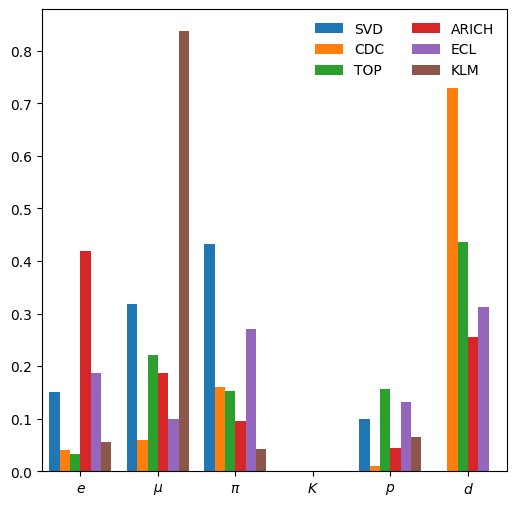 SVD
CDC
TOP
ARICH
ECL
KLM
0.8
0.7
0.6
0.5
0.4
0.3
0.2
0.1
0.0
e μ π K p d